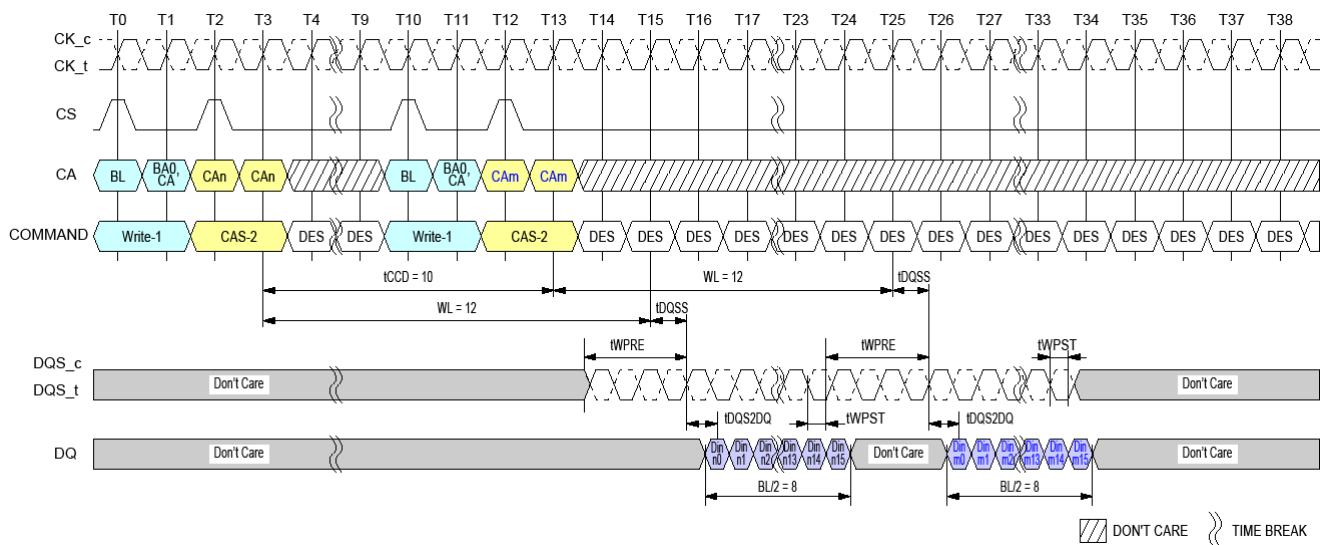 T0 T1 T2 T3 T4 T9 T10 T11 T12 T13 T14 T15 T16 T17 T23 T24 T25 T26 T27 T33 T34 T35 T36 T37 T38
CK_c
CK_t
CS
CA
BL
BA0,
CA
CAn
CAn
BL
BA0,
CA
CAm
CAm
COMMAND
Write-1 CAS-2 DES DES Write-1 CAS-2 DES DES DES DES DES DES DES DES DES DES DES DES DES DES DES
tCCD = 10 WL = 12 tDQSS
WL = 12 tDQSS
tWPRE tWPRE tWPST
DQS_c
DQS_t
Don't Care Don't Care
tDQS2DQ tWPST tDQS2DQ
DQ
Don't Care
Din
n0
Din
n1
Din
n2
Din
n13
Din
n14
Din
n15
Don't Care
Din
m0
Din
m1
Din
m2
Din
m13
Din
m14
Din
m15
Don't Care
BL/2 = 8 BL/2 = 8
DON'T CARE TIME BREAK